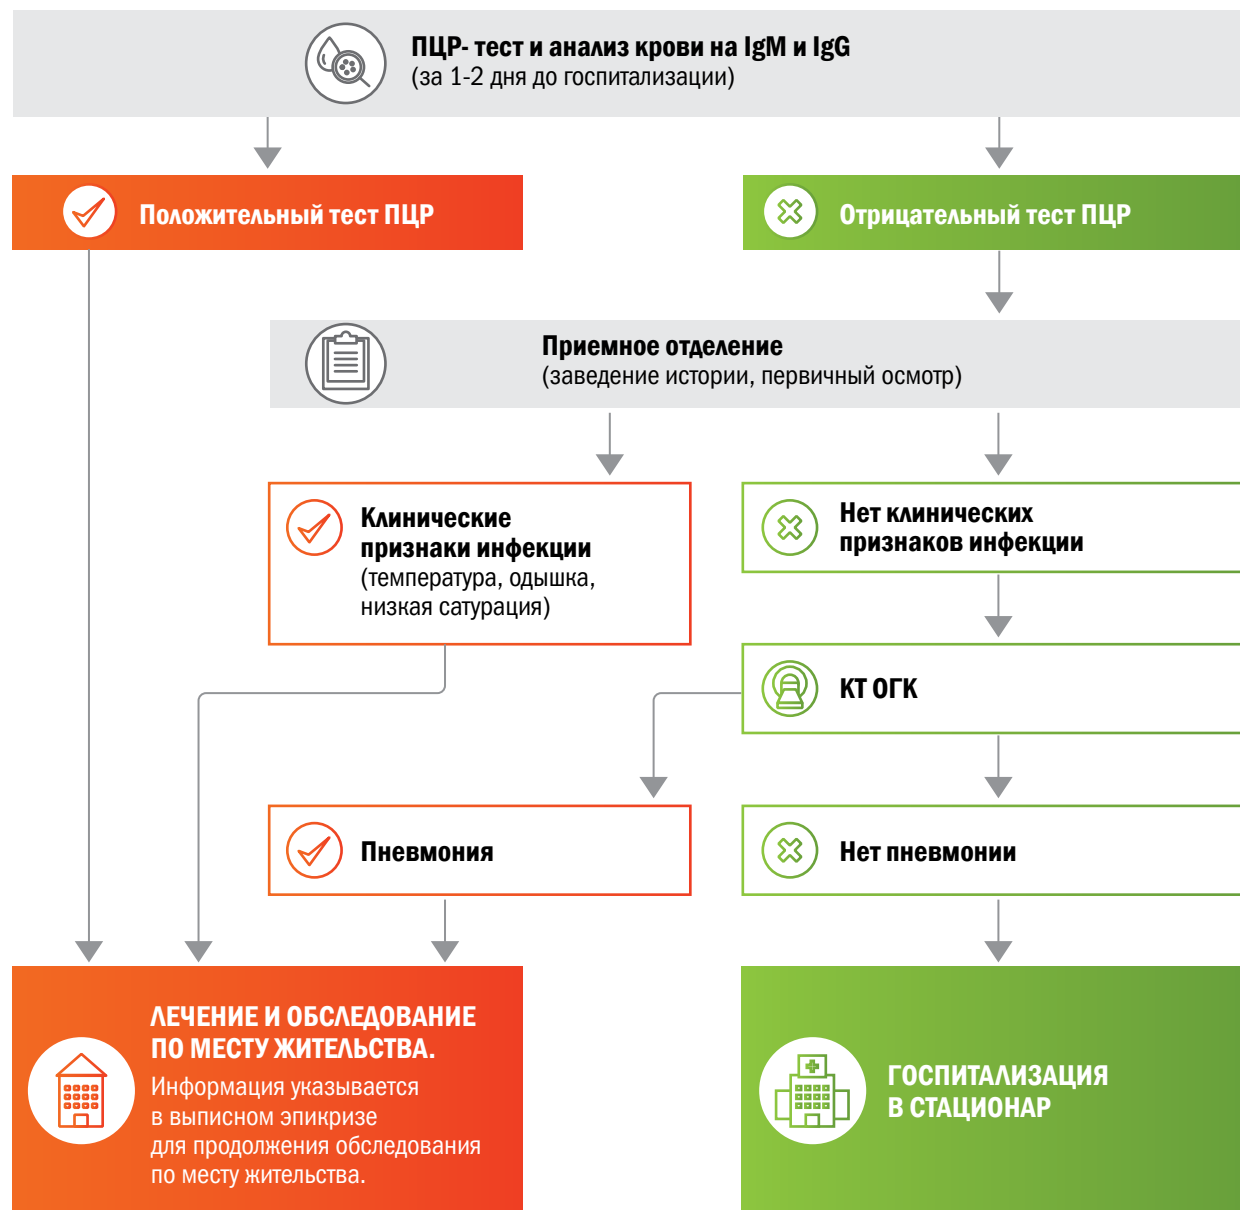 ПЦР- тест и анализ крови на IgM и IgG
(за 1-2 дня до госпитализации)
Положительный тест ПЦР
Отрицательный тест ПЦР
Приемное отделение
(заведение истории, первичный осмотр)
Клинические
признаки инфекции
(температура, одышка,
низкая сатурация)
Нет клинических
признаков инфекции
КТ ОГК
Пневмония
Нет пневмонии
ЛЕЧЕНИЕ И ОБСЛЕДОВАНИЕ
ПО МЕСТУ ЖИТЕЛЬСТВА.
Информация указывается
в выписном эпикризе
для продолжения обследования
по месту жительства.
ГОСПИТАЛИЗАЦИЯ
В СТАЦИОНАР